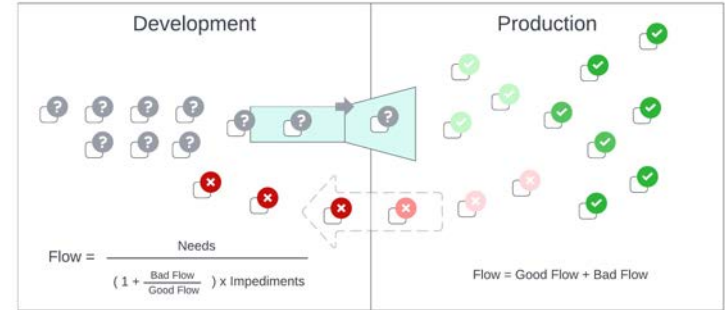 Development
Production
? ? ? ?
? ? ?
? ? ?
Flow = Needs
( 1 + Bad Flow
Good Flow ) x Impediments
Flow = Good Flow + Bad Flow